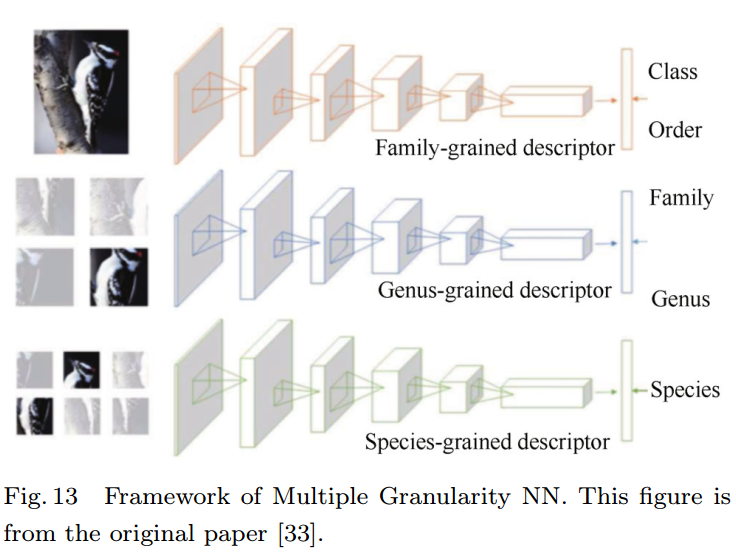 Class
Order
Family-grained descriptor
Family
Genus-grained descriptor
Genus
Species
Species-grained descriptor
Fig. 13 Framework of Multiple Granularity NN. This figure is
from the original paper [33].